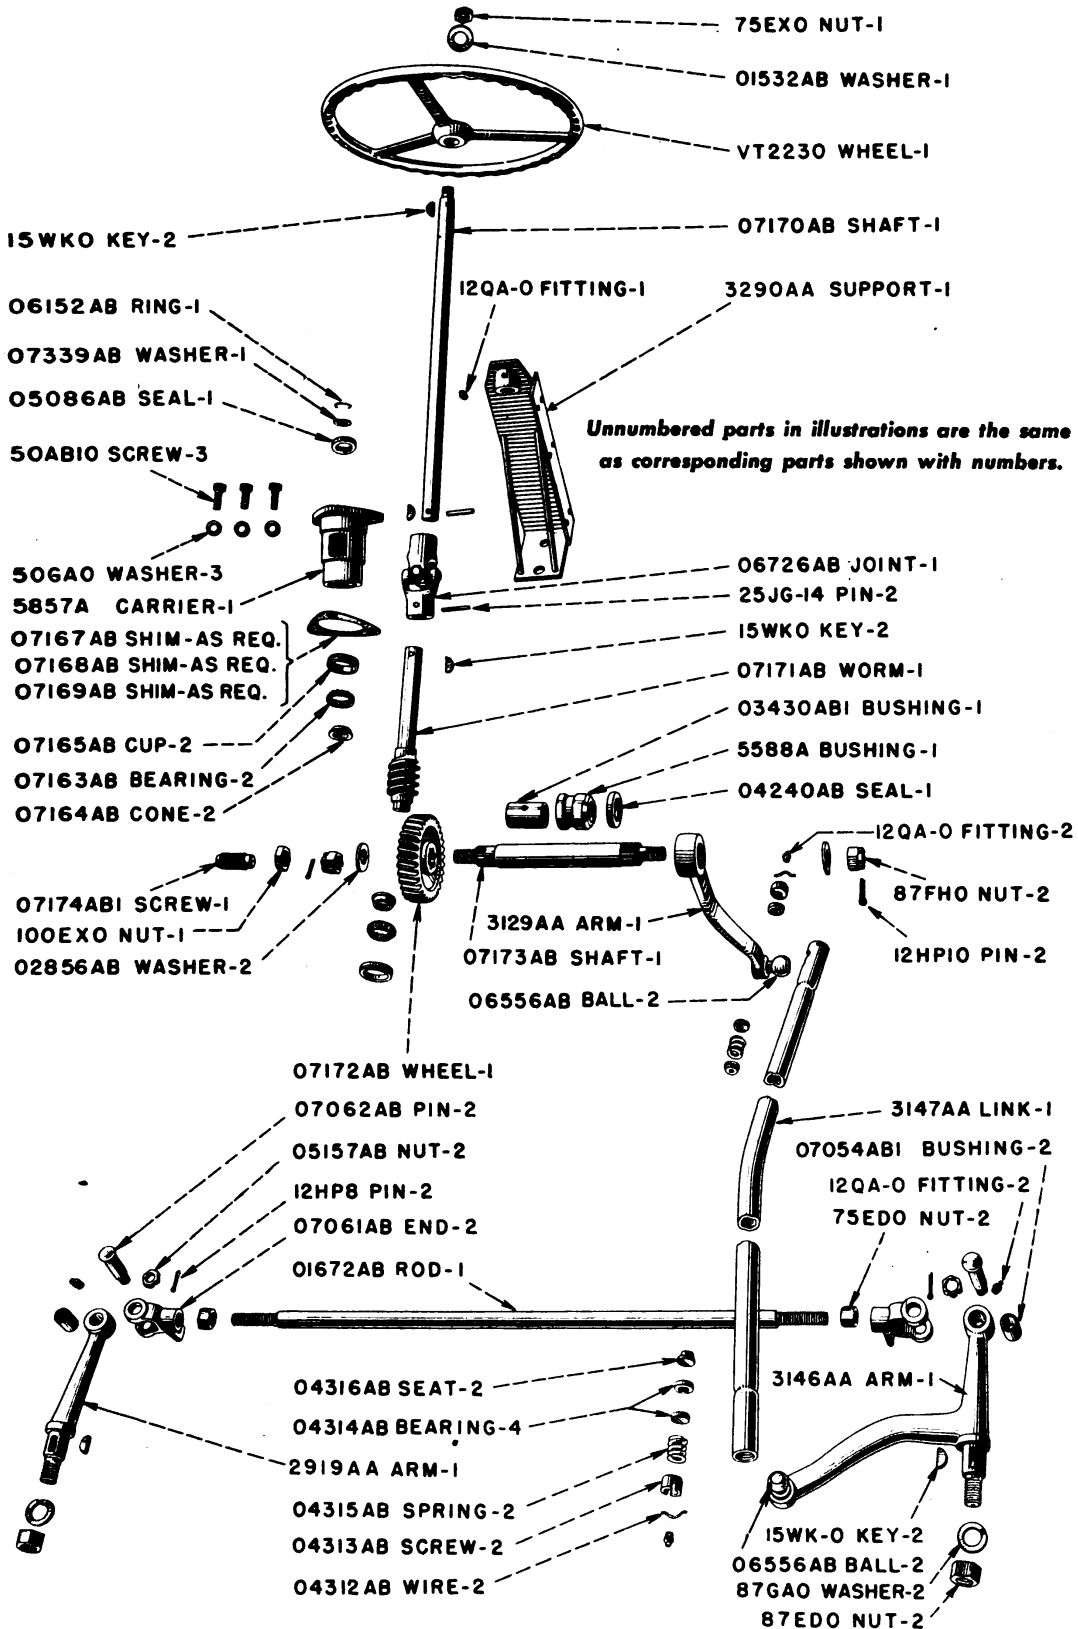 75EXO NUT-1
01532AB WASHER-1
VT2230 WHEEL-1
15WKO KEY-2
07170AB SHAFT-1
12QA-O FITTING-1
3290AA SUPPORT-1
06152AB RING-1
07339AB WASHER-1
05086AB SEAL-1
50AB10 SCREW-3
Unnumbered parts in illustrations are the same
as corresponding parts shown with numbers.
506AO WASHER-3
5857A CARRIER-1
07167AB SHIM-AS REQ.
07168AB SHIM-AS REQ.
07169AB SHIM-AS REQ.
07165AB CUP-2
07163AB BEARING-2
07164AB CONE-2
06726AB JOINT-1
25JG-14 PIN-2
15WKO KEY-2
07171AB WORM-1
03430AB1 BUSHING-1
5588A BUSHING-1
04240AB SEAL-1
12QA-O FITTING-2
87FHO NUT-2
12HP10 PIN-2
07174AB1 SCREW-1
100EXO NUT-1
02856AB WASHER-2
3129AA ARM-1
07173AB SHAFT-1
06556AB BALL-2
07172AB WHEEL-1
07062AB PIN-2
05157AB NUT-2
12HP8 PIN-2
07061AB END-2
01672AB ROD-1
3147AA LINK-1
07054AB1 BUSHING-2
12QA-O FITTING-2
75EDO NUT-2
04316AB SEAT-2
04314AB BEARING-4
2919AA ARM-1
04315AB SPRING-2
04313AB SCREW-2
04312AB WIRE-2
3146AA ARM-1
15WK-O KEY-2
06556AB BALL-2
87GAO WASHER-2
87EDO NUT-2